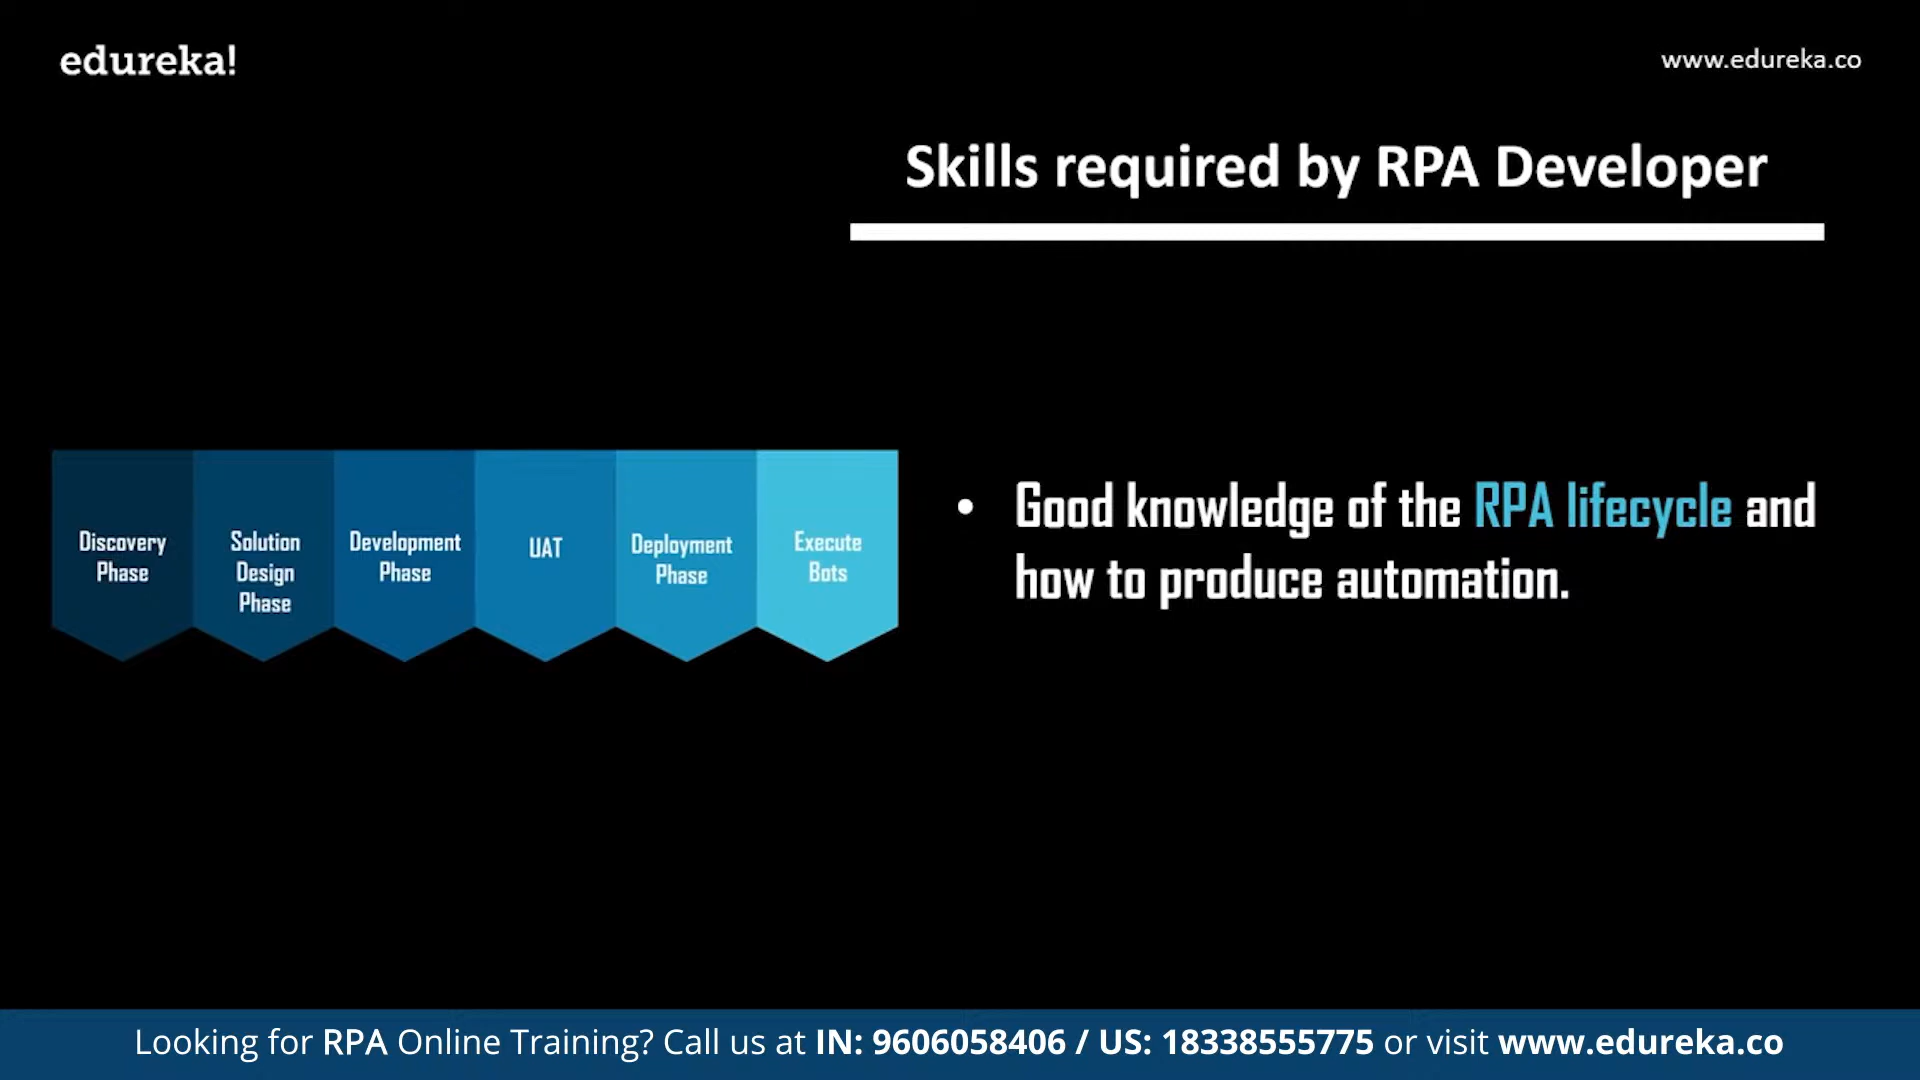 edureka!
www.edureka.co
Skills required by RPA Developer
Discovery
Phase
Solution
Design
Phase
Development
Phase
UAT
Deployment
Phase
Execute
Bots
• Good knowledge of the RPA lifecycle and
how to produce automation.
Looking for RPA Online Training? Call us at IN: 9606058406 / US: 18338555775 or visit www.edureka.co